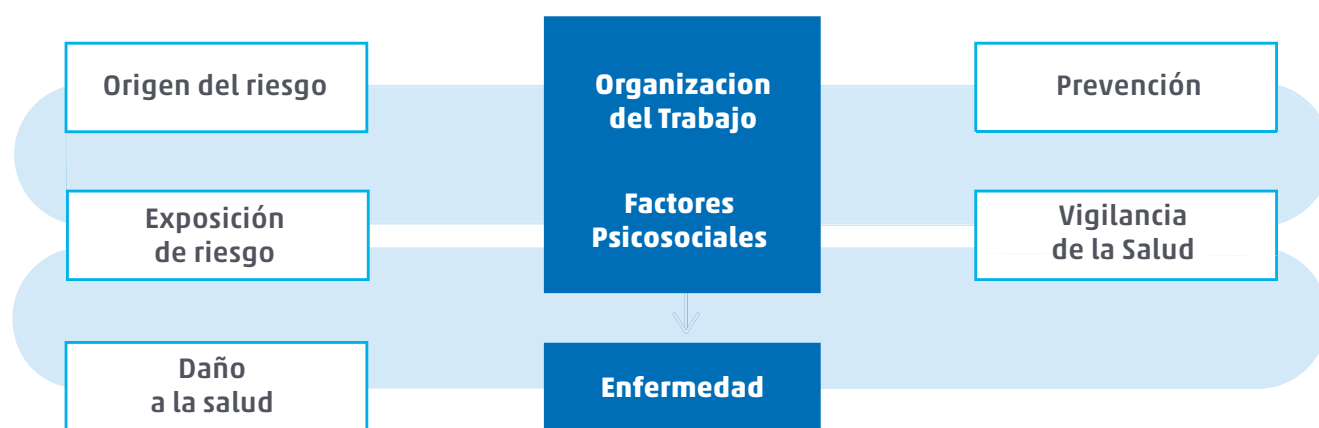 Origen del riesgo
Organizacion
del Trabajo
Prevención
Exposición
de riesgo
Factores
Psicosociales
Vigilancia
de la Salud
Daño
a la salud
Enfermedad